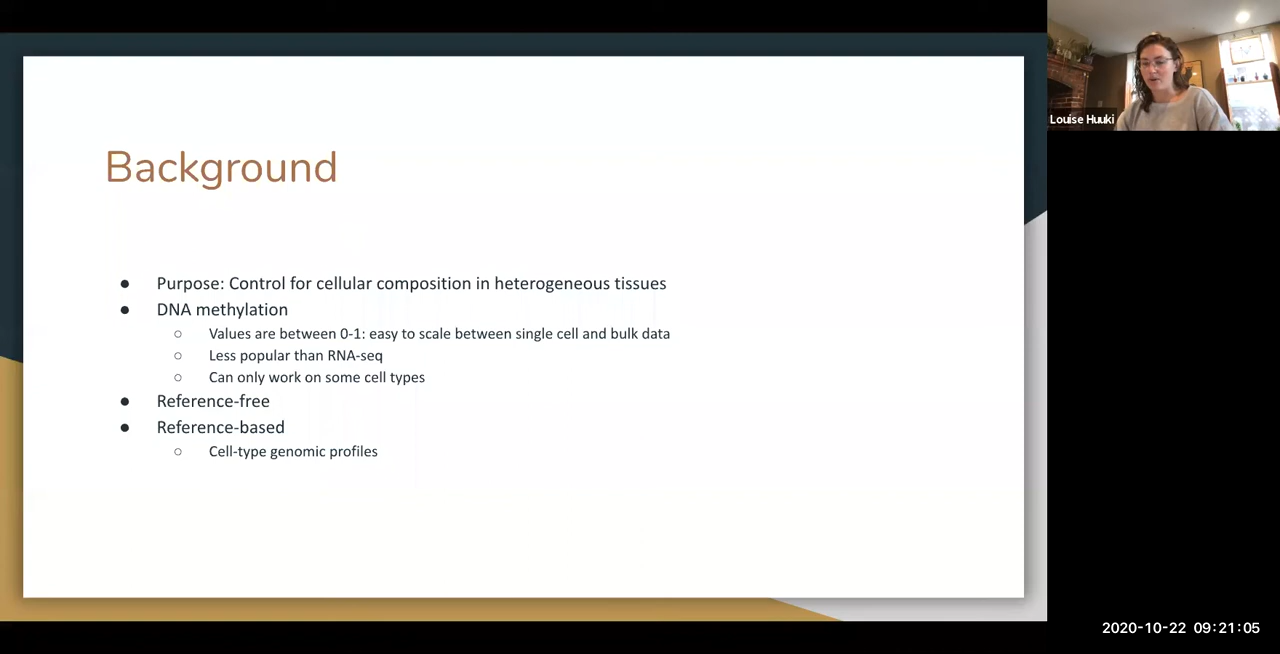 Background
● Purpose: Control for cellular composition in heterogeneous tissues
● DNA methylation
○ Values are between 0-1: easy to scale between single cell and bulk data
○ Less popular than RNA-seq
○ Can only work on some cell types
● Reference-free
● Reference-based
○ Cell-type genomic profiles
Louise Huuki
2020-10-22 09:21:05